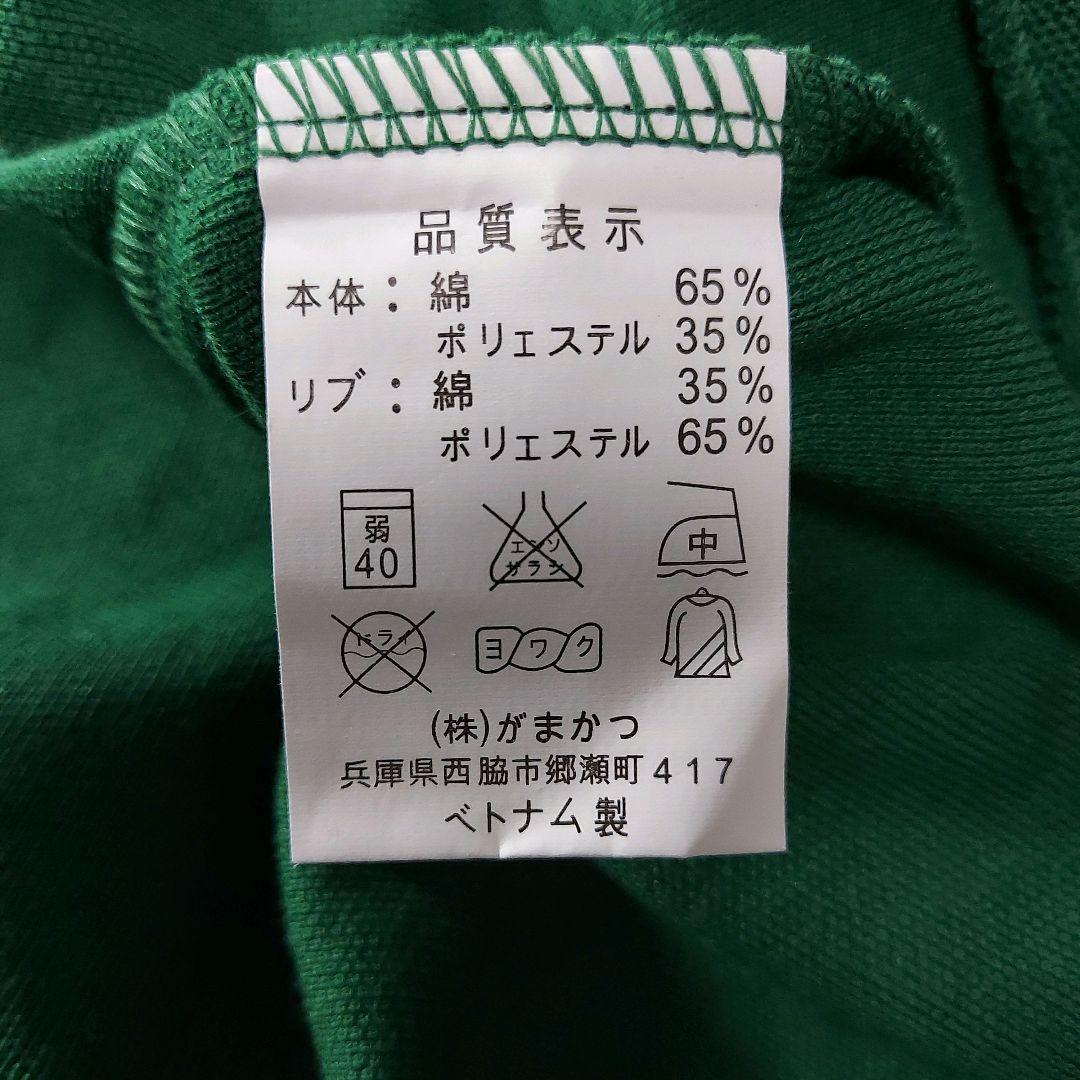 品質表示
本体：綿 65%
ポリェステル 35%
リブ：綿 35%
ポリェステル 65%
弱 40
エンソ サラシ
中
ドライ
ヨワク
(株)がまかつ
兵庫県西脇市郷瀬町417
ベトナム製